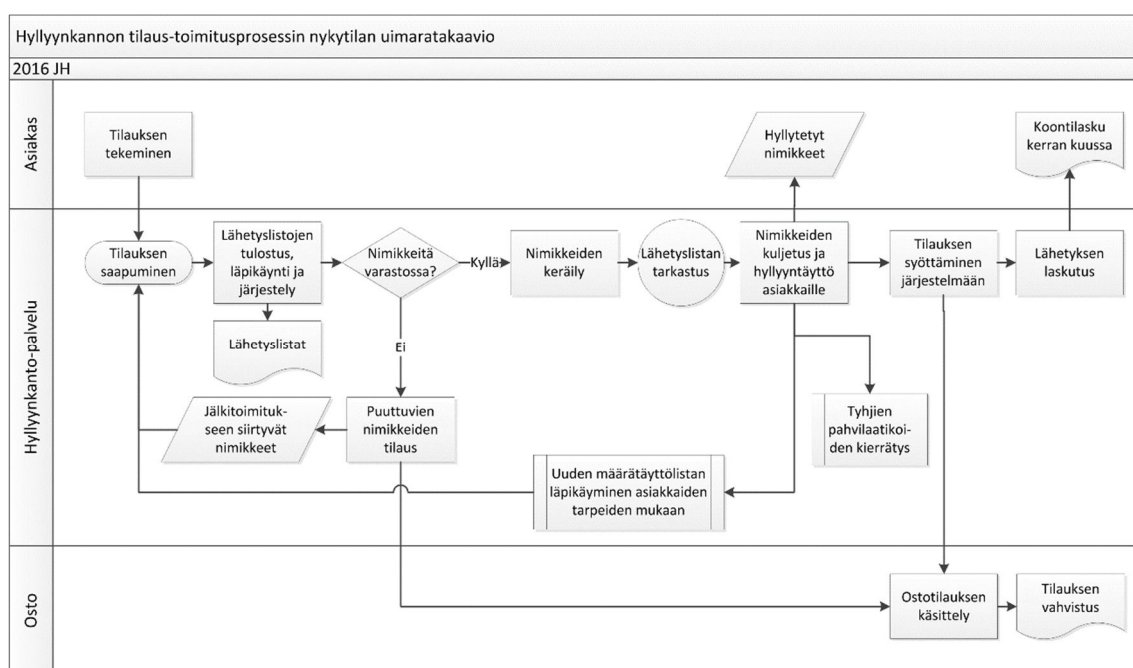 Hyllyynkannon tilaus-toimitusprosessin nykytilan uimaratakaavio
2016 JH
Asiakas
Tilauksen
tekeminen
Hyllytetyt
nimikkeet
Koontilasku
kerran kuussa
Hyllyynkanto-palvelu
Tilauksen
saapuminen
Lähetyslistojen
tulostus,
läpikäynti ja
järjestely
Nimikkeitä
varastossa?
Kyllä
Nimikkeiden
keräily
Lähetyslistan
tarkastus
Nimikkeiden
kuljetus ja
hyllyyntäyttö
asiakkaille
Tilauksen
syöttäminen
järjestelmään
Lähetyksen
laskutus
Lähetyslistat
Ei
Jälkitoimituk-
seen siirtyvät
nimikkeet
Puuttuvien
nimikkeiden
tilaus
Tyhjien
pahvilaatikoi-
den kierrätys
Uuden määrätäyttölistan
läpikäyminen asiakkaiden
tarpeiden mukaan
Osto
Ostotilauksen
käsittely
Tilauksen
vahvistus